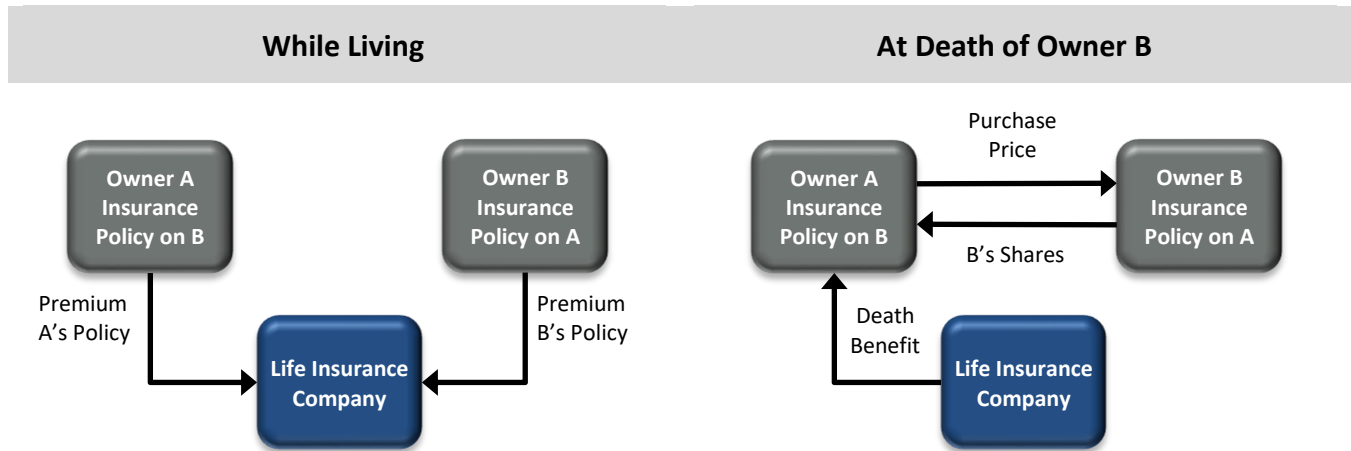 While Living
At Death of Owner B
Owner A
Insurance
Policy on B
Owner B
Insurance
Policy on A
Premium
A’s Policy
Premium
B’s Policy
Life Insurance
Company
Purchase
Price
Owner A
Insurance
Policy on B
Owner B
Insurance
Policy on A
B’s Shares
Death
Benefit
Life Insurance
Company